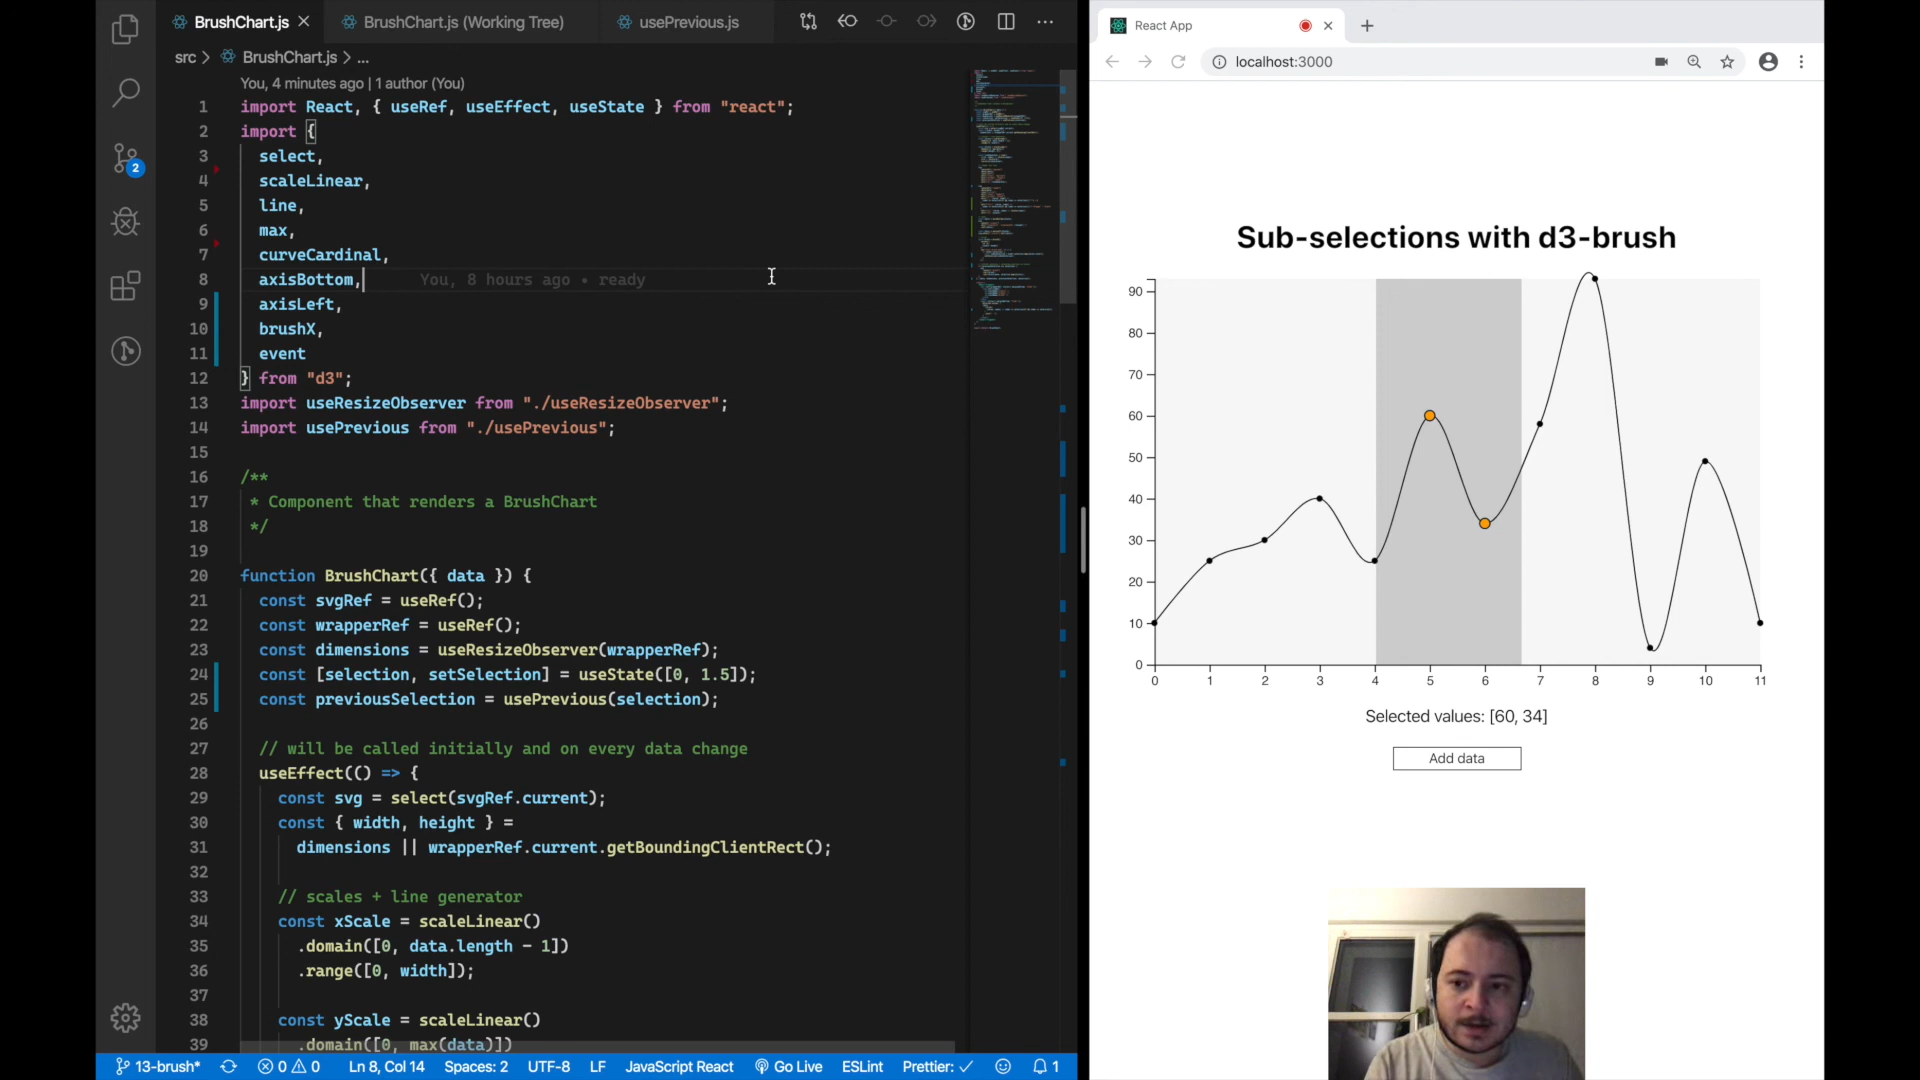 BrushChart.js
BrushChart.js (Working Tree)
usePrevious.js
src > BrushChart.js > ...
You, 4 minutes ago | 1 author (You)
1 import React, { useRef, useEffect, useState } from "react";
2 import {
3 select,
4 scaleLinear,
5 line,
6 max,
7 curveCardinal,
8 axisBottom, You, 8 hours ago • ready
9 axisLeft,
10 brushX,
11 event
12 } from "d3";
13 import useResizeObserver from "./useResizeObserver";
14 import usePrevious from "./usePrevious";
15
16 /**
17 * Component that renders a BrushChart
18 */
19
20 function BrushChart({ data }) {
21 const svgRef = useRef();
22 const wrapperRef = useRef();
23 const dimensions = useResizeObserver(wrapperRef);
24 const [selection, setSelection] = useState([0, 1.5]);
25 const previousSelection = usePrevious(selection);
26
27 // will be called initially and on every data change
28 useEffect(() => {
29 const svg = select(svgRef.current);
30 const { width, height } =
31 dimensions || wrapperRef.current.getBoundingClientRect();
32
33 // scales + line generator
34 const xScale = scaleLinear()
35 .domain([0, data.length - 1])
36 .range([0, width]);
37
38 const yScale = scaleLinear()
39 .domain([0, max(data)])
2
13-brush* 0 0 Ln 8, Col 14 Spaces: 2 UTF-8 LF JavaScript React Go Live ESLint Prettier: ✓ 1
React App
localhost:3000
Sub-selections with d3-brush
90
80
70
60
50
40
30
20
10
0
0 1 2 3 4 5 6 7 8 9 10 11
Selected values: [60, 34]
Add data